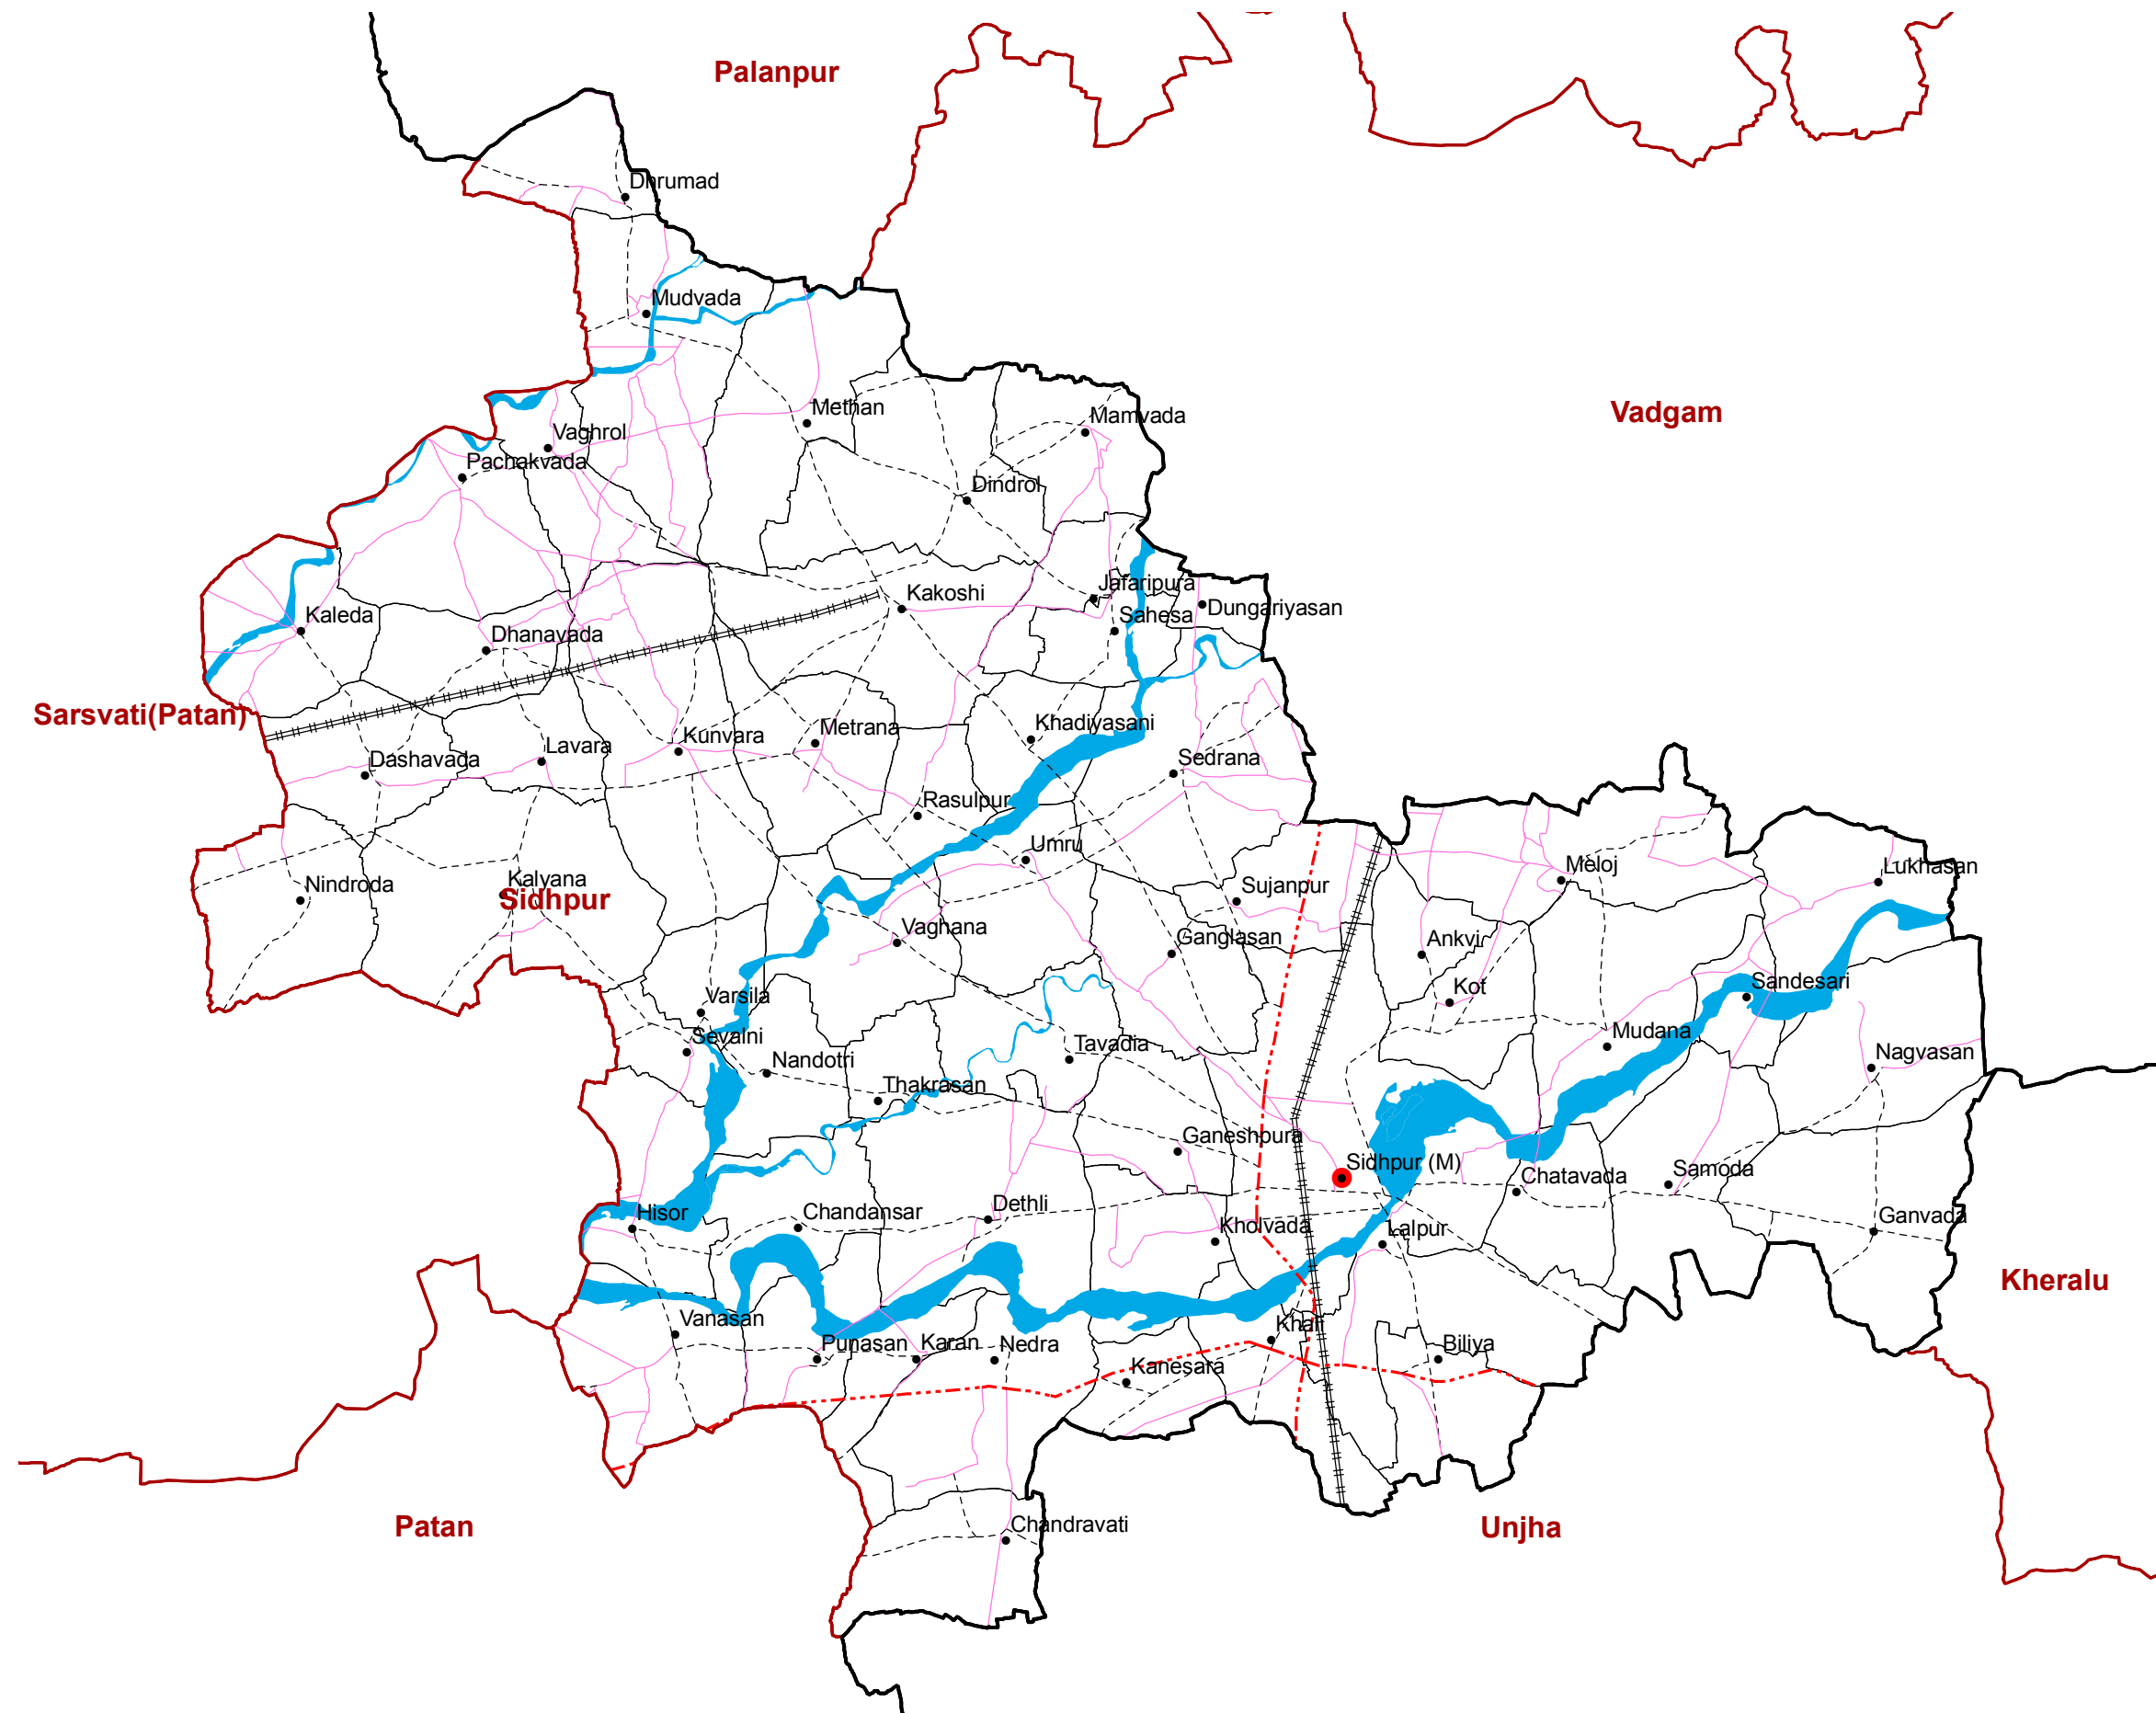 Palanpur
Dhrumad
Mudvada
Vadgam
Methan
Mamvada
Vaghrol
Pachakvada
Dindrol
Jafaripura
Kakoshi
Dungariyasan
Kaleda
Sahesa
Dhanavada
Sarsvati(Patan)
Khadiyasani
Metrana
Kunvara
Lavara
Dashavada
Sedrana
Rasulpur
Umru
Meloj
Lukhasan
Kalyana
Nindroda
Sujanpur
Sidhpur
Vaghana
Ganglasan
Ankvi
Sandesari
Kot
Varsila
Mudana
Sevalni
Tavadia
Nagvasan
Nandotri
Thakrasan
Ganeshpura
Sidhpur (M)
Samoda
Chatavada
Dethli
Hisor
Chandansar
Ganvada
Kholvada
Lalpur
Kheralu
Vanasan
Khali
Punasan
Karan
Nedra
Biliya
Kanesara
Chandravati
Patan
Unjha